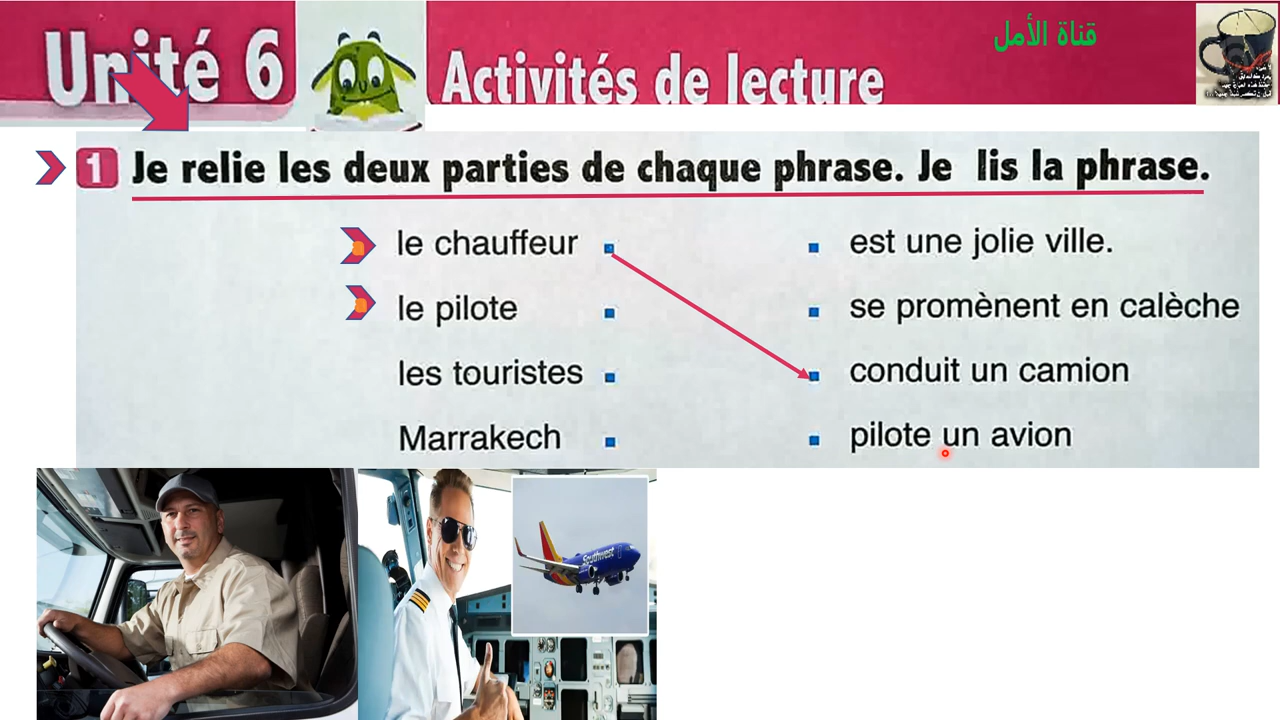 Unité 6
Activités de lecture
قناة الأمل
1 Je relie les deux parties de chaque phrase. Je lis la phrase.
le chauffeur
est une jolie ville.
le pilote
se promènent en calèche
les touristes
conduit un camion
Marrakech
pilote un avion
Southwest